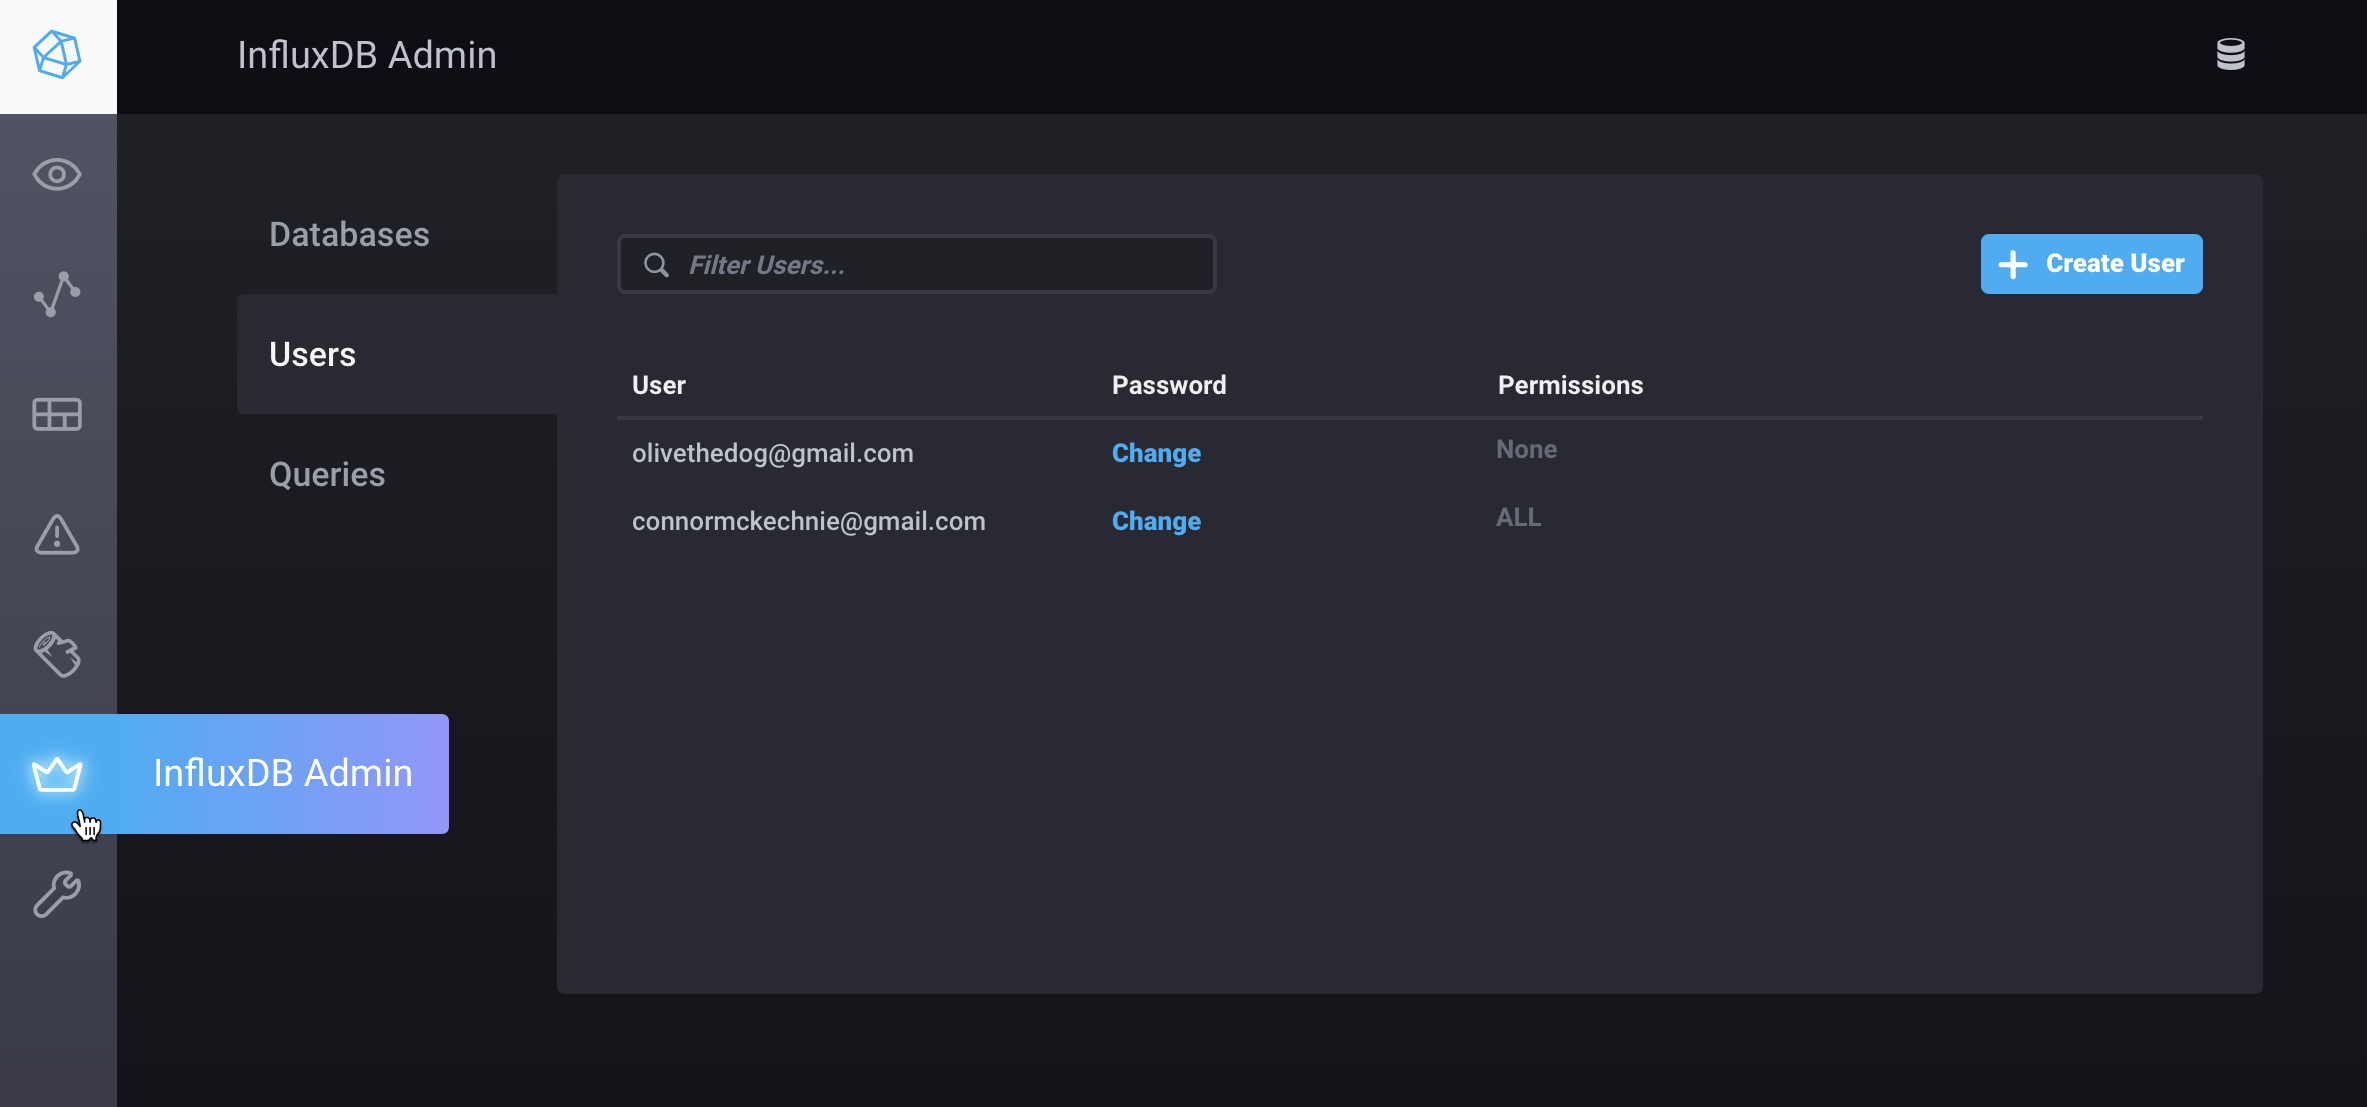 InfluxDB Admin
Databases
Users
Queries
Filter Users...
Create User
User Password Permissions
olivethedog@gmail.com Change None
connormckechnie@gmail.com Change ALL
InfluxDB Admin